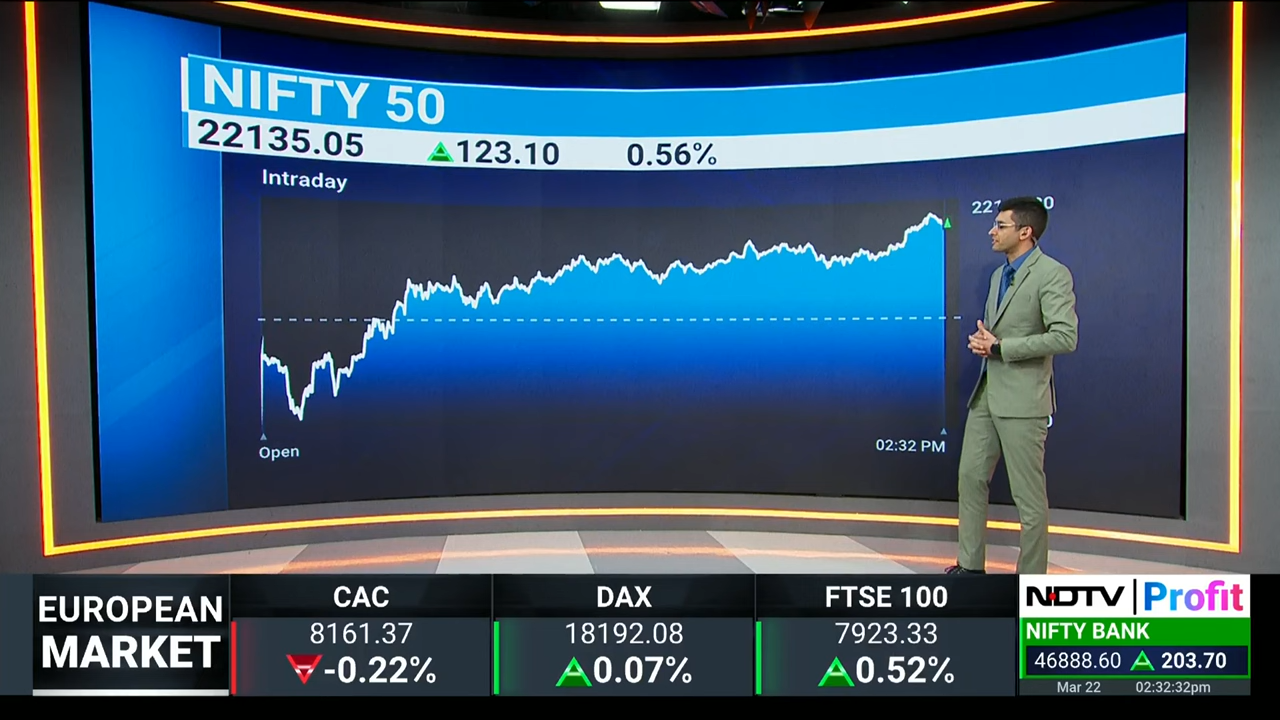 NIFTY 50
22135.05 123.10 0.56%
Intraday
Open
02:32 PM
EUROPEAN
MARKET
CAC
8161.37
-0.22%
DAX
18192.08
0.07%
FTSE 100
7923.33
0.52%
NDTV Profit
NIFTY BANK
46888.60 203.70
Mar 22 02:32:32pm